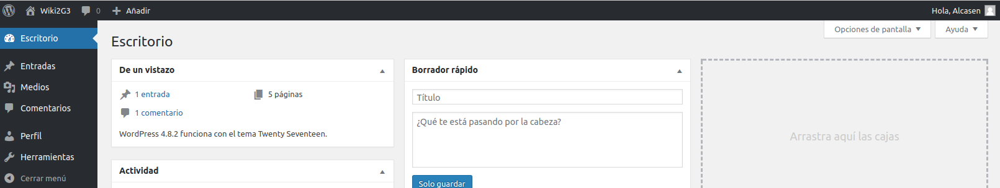 Wiki2G3 0 Añadir Hola, Alcasen
Escritorio
Entradas
Medios
Comentarios
Perfil
Herramientas
Cerrar menú
Opciones de pantalla Ayuda
Escritorio
De un vistazo
1 entrada 5 páginas
1 comentario
WordPress 4.8.2 funciona con el tema Twenty Seventeen.
Actividad
Borrador rápido
Título
¿Qué te está pasando por la cabeza?
Solo guardar
Arrastra aquí las cajas